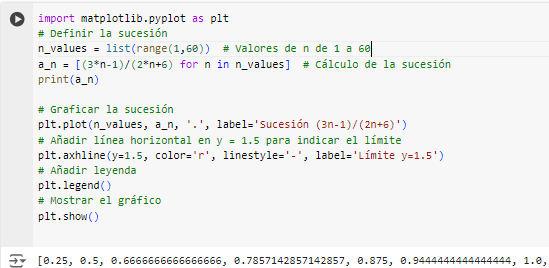 import matplotlib.pyplot as plt
# Definir la sucesión
n_values = list(range(1,60))  # Valores de n de 1 a 60
a_n = [(3*n-1)/(2*n+6) for n in n_values]  # Cálculo de la sucesión
print(a_n)
# Graficar la sucesión
plt.plot(n_values, a_n, '.', label='Sucesión (3n-1)/(2n+6)')
# Añadir línea horizontal en y = 1.5 para indicar el límite
plt.axhline(y=1.5, color='r', linestyle='-', label='Límite y=1.5')
# Añadir leyenda
plt.legend()
# Mostrar el gráfico
plt.show()
[0.25, 0.5, 0.6666666666666666, 0.7857142857142857, 0.875, 0.9444444444444444, 1.0,